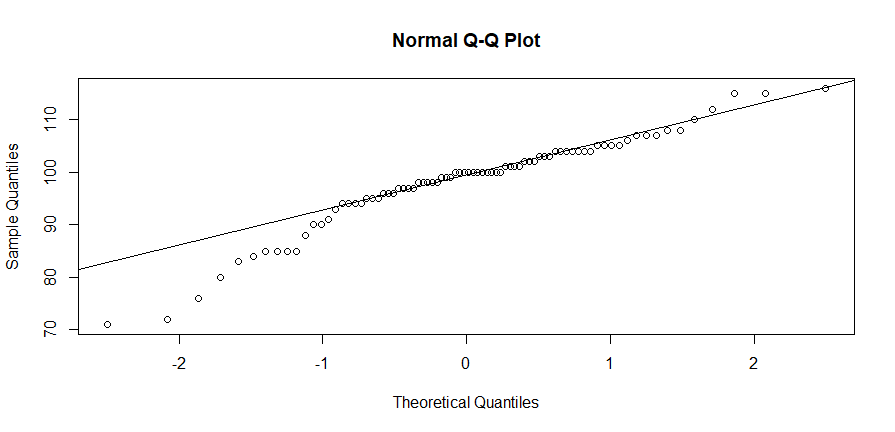 Normal Q-Q Plot
Sample Quantiles
110
100
90
80
70
-2 -1 0 1 2
Theoretical Quantiles